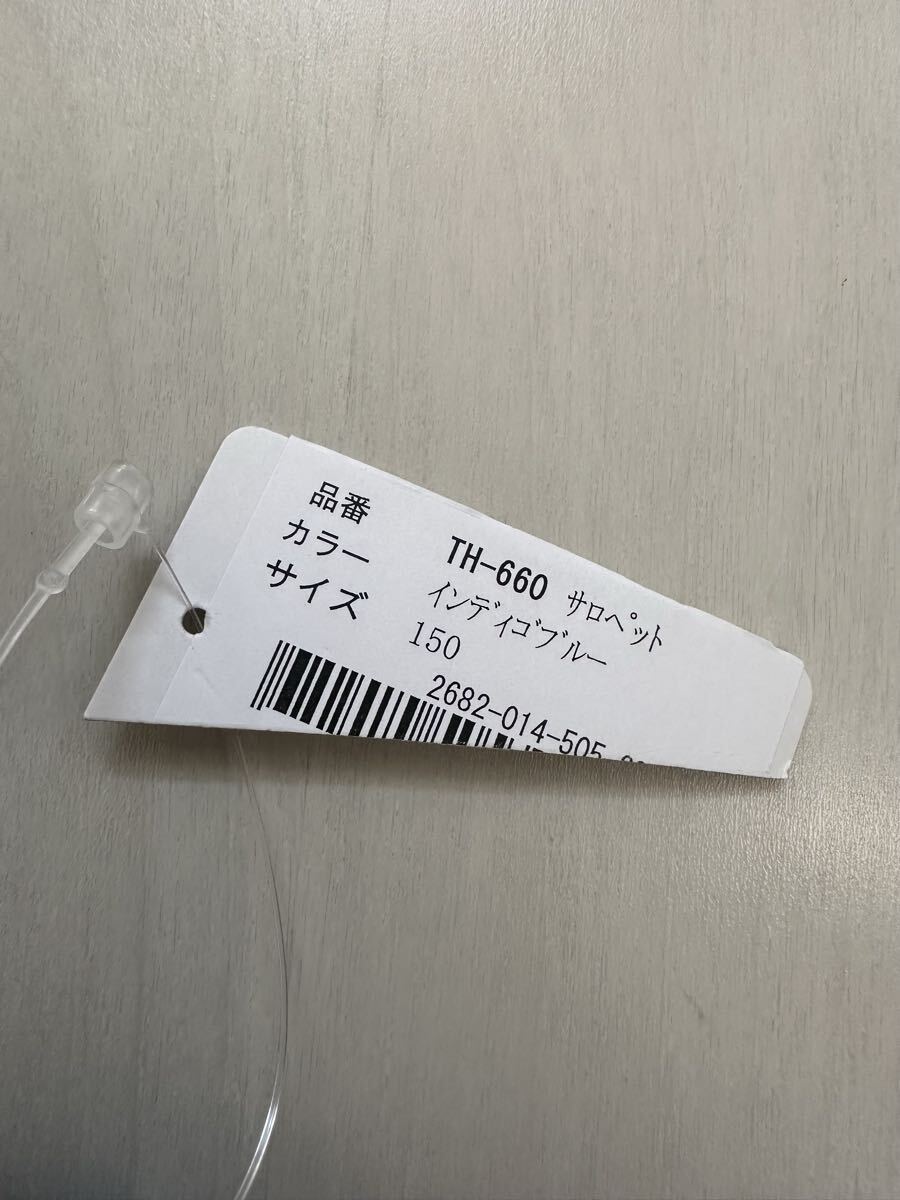 品番 TH-660 サロペット
カラー インディゴブルー
サイズ 150
2682-014-505